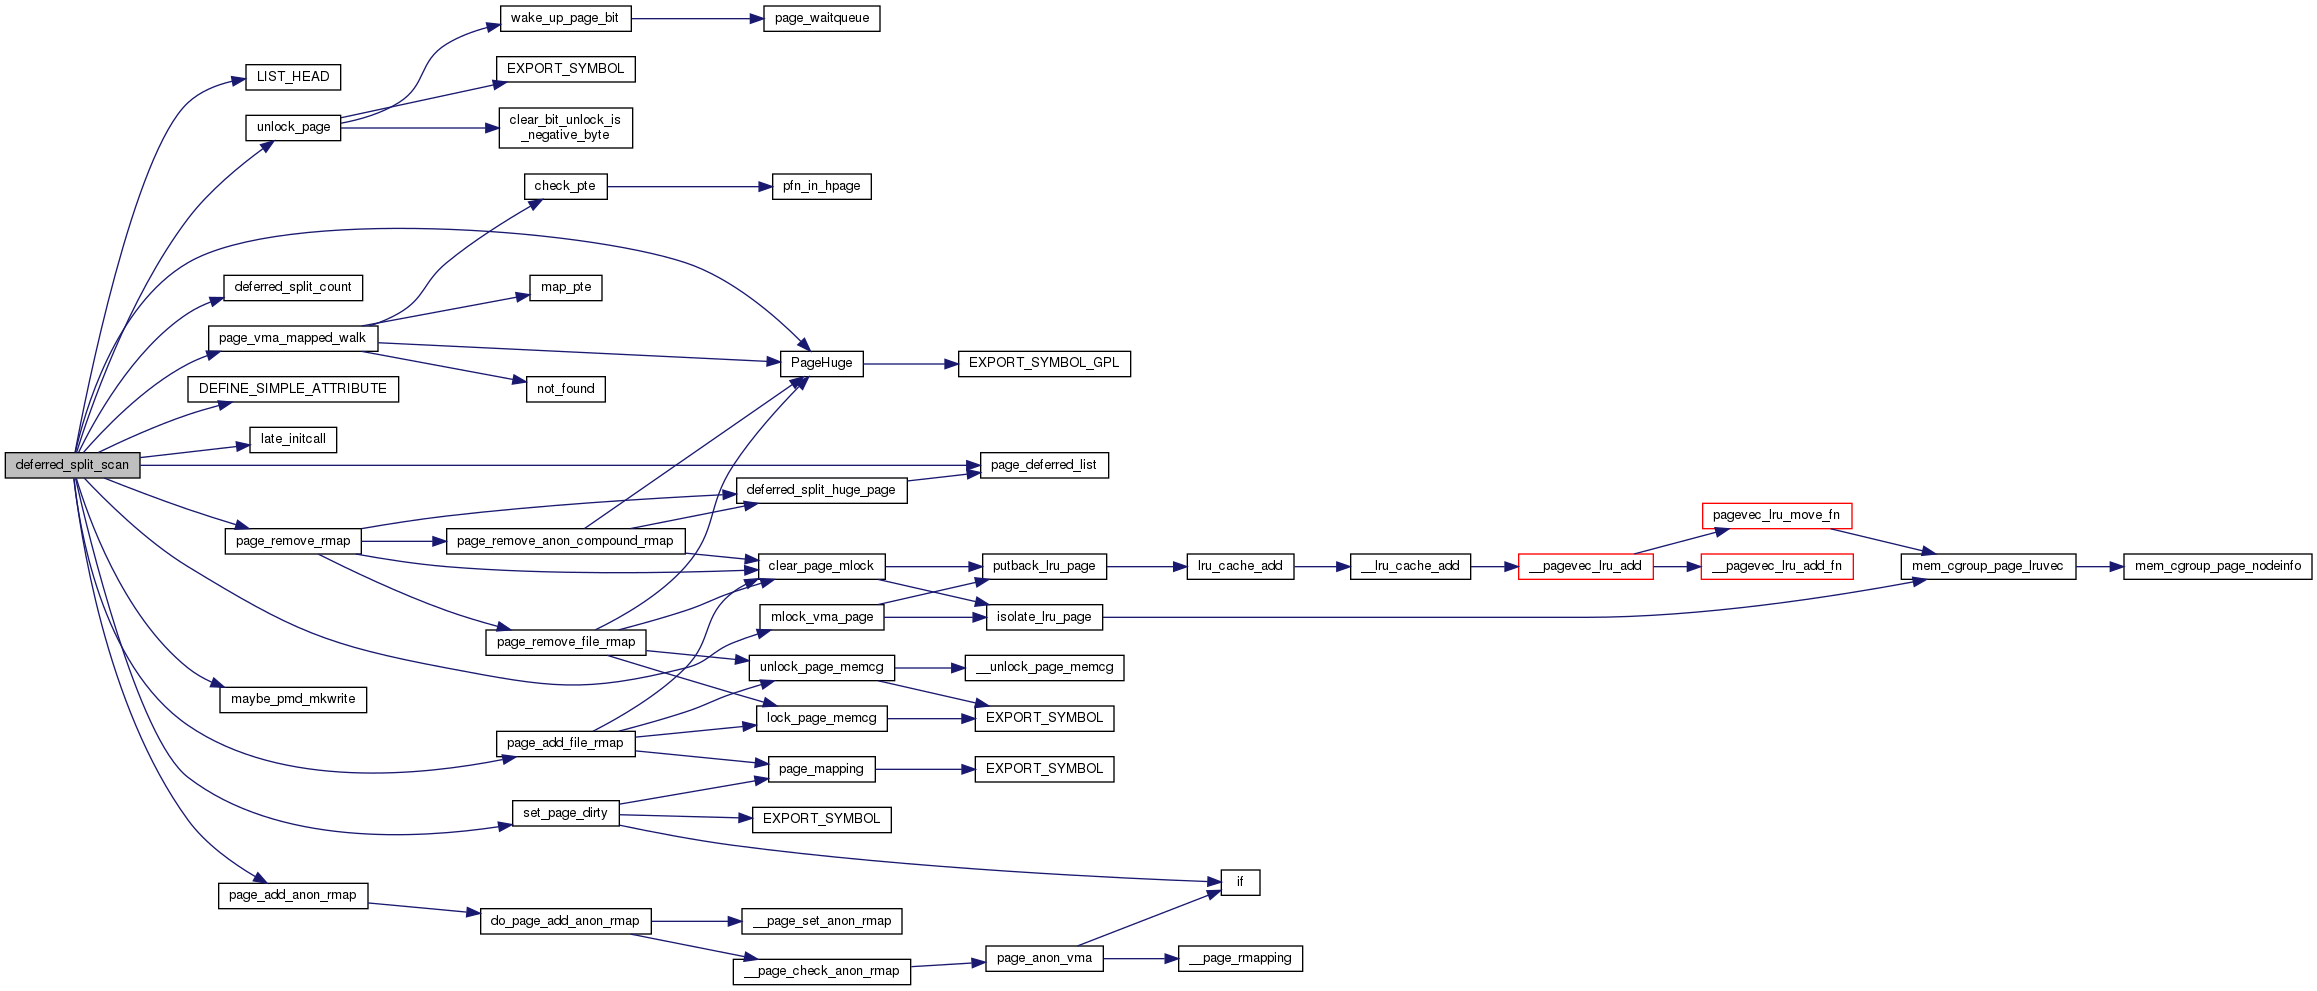 wake_up_page_bit
page_waitqueue
EXPORT_SYMBOL
LIST_HEAD
unlock_page
clear_bit_unlock_is
_negative_byte
check_pte
pfn_in_hpage
deferred_split_count
map_pte
page_vma_mapped_walk
PageHuge
EXPORT_SYMBOL_GPL
DEFINE_SIMPLE_ATTRIBUTE
not_found
late_initcall
deferred_split_scan
page_deferred_list
deferred_split_huge_page
pagevec_lru_move_fn
page_remove_rmap
page_remove_anon_compound_rmap
clear_page_mlock
putback_lru_page
lru_cache_add
__lru_cache_add
__pagevec_lru_add
__pagevec_lru_add_fn
mem_cgroup_page_lruvec
mem_cgroup_page_nodeinfo
mlock_vma_page
isolate_lru_page
page_remove_file_rmap
unlock_page_memcg
__unlock_page_memcg
maybe_pmd_mkwrite
lock_page_memcg
EXPORT_SYMBOL
page_add_file_rmap
page_mapping
EXPORT_SYMBOL
set_page_dirty
EXPORT_SYMBOL
if
page_add_anon_rmap
do_page_add_anon_rmap
__page_set_anon_rmap
page_anon_vma
__page_rmapping
__page_check_anon_rmap